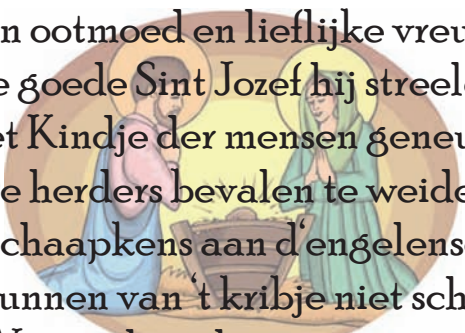 n ootmoed en lieflijke vreu
e goede Sint Jozef hij streel
et Kindje der mensen geneu
e herders bevalen te weide
chaapkens aan d'engelens
unnen van 't kribje niet sch